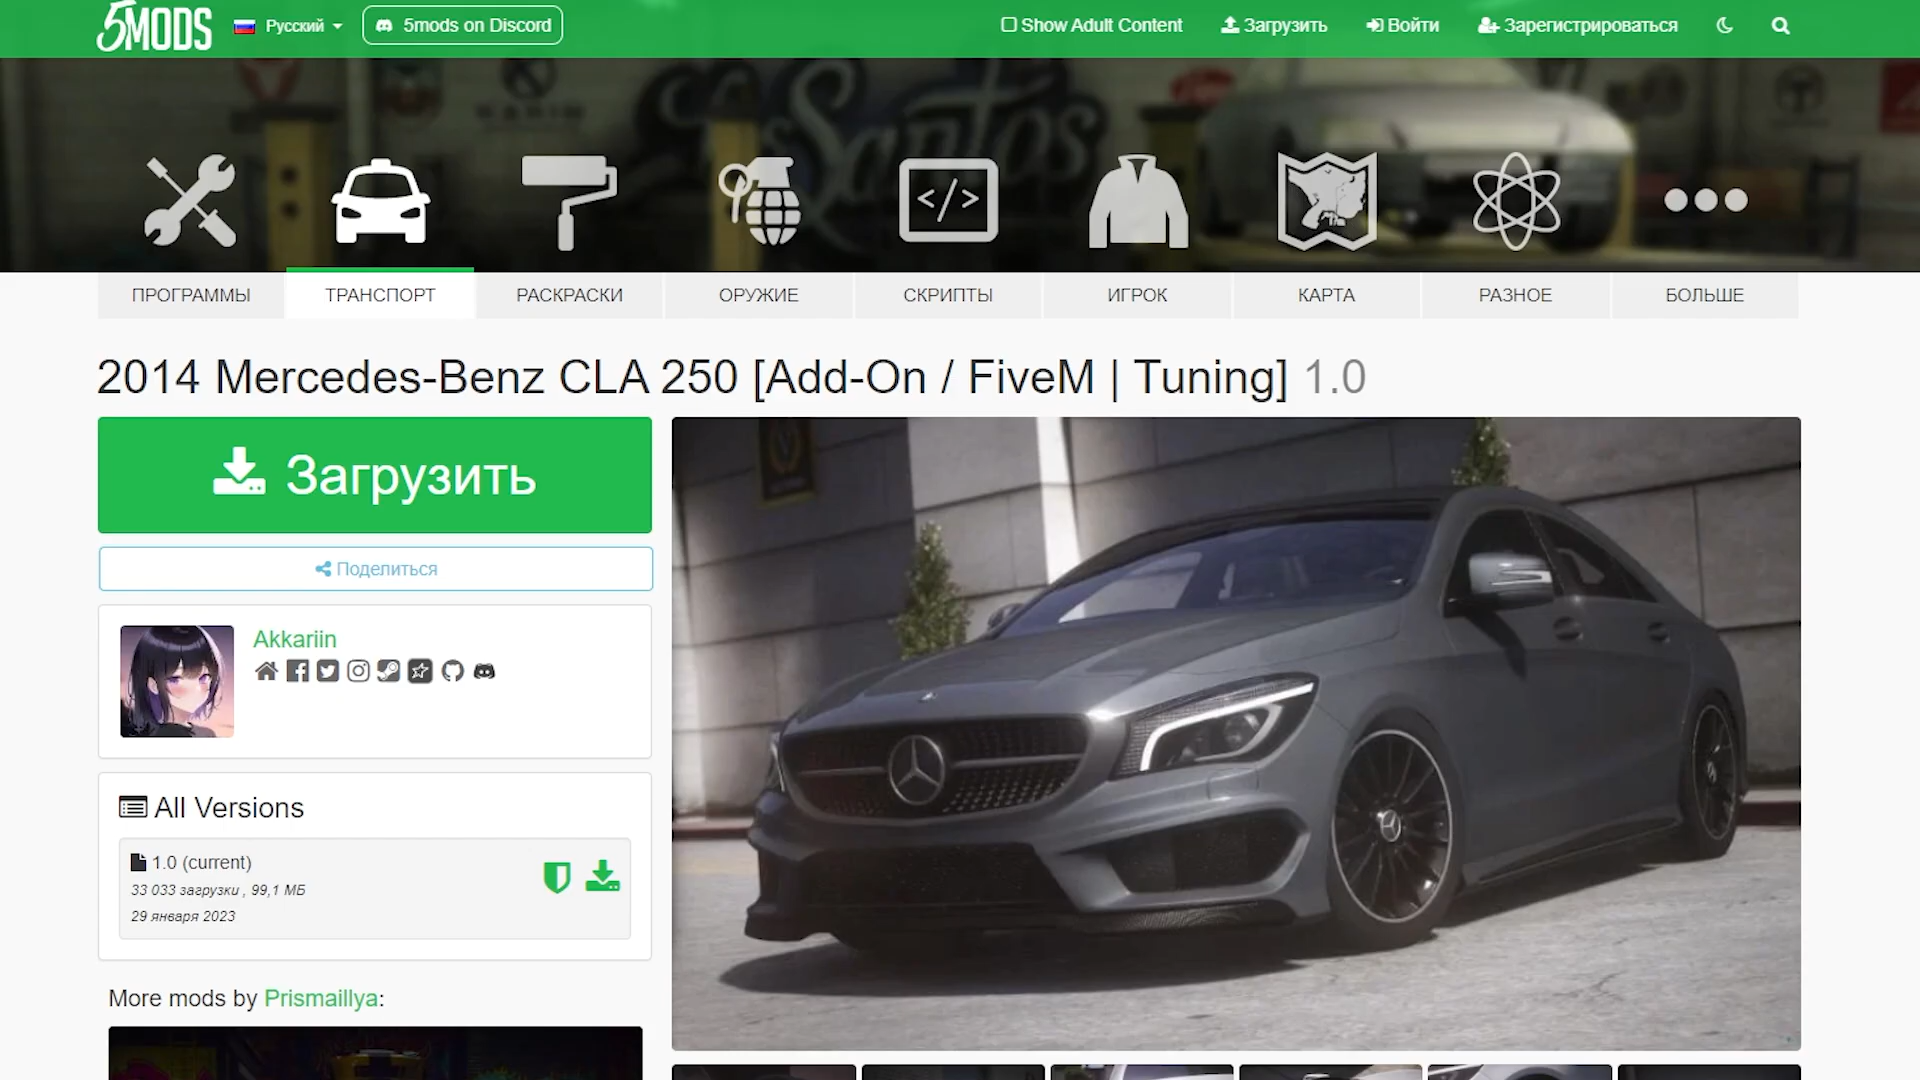 5MODS
Русский
5mods on Discord
Show Adult Content
Загрузить
Войти
Зарегистрироваться
Los Santos
</>
ПРОГРАММЫ
ТРАНСПОРТ
РАСКРАСКИ
ОРУЖИЕ
СКРИПТЫ
ИГРОК
КАРТА
РАЗНОЕ
БОЛЬШЕ
2014 Mercedes-Benz CLA 250 [Add-On / FiveM | Tuning] 1.0
Загрузить
Поделиться
Akkariin
All Versions
1.0 (current)
33 033 загрузки , 99,1 МБ
29 января 2023
More mods by Prismaillya: